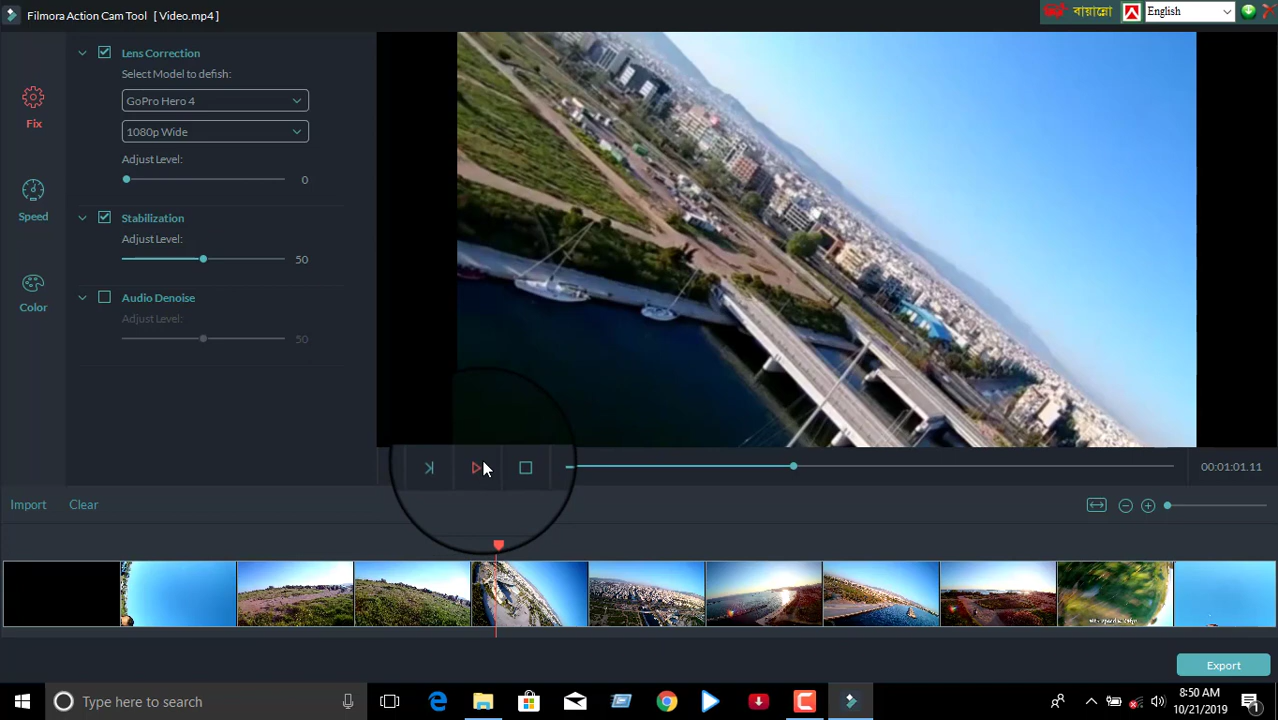 Filmora Action Cam Tool [ Video.mp4 ]
বায়ান্নো
English
Lens Correction
Select Model to defish:
GoPro Hero 4
1080p Wide
Adjust Level:
0
Fix
Speed
Stabilization
Adjust Level:
50
Color
Audio Denoise
Adjust Level:
50
00:01:01.11
Import
Clear
Export
Type here to search
8:50 AM
10/21/2019
1